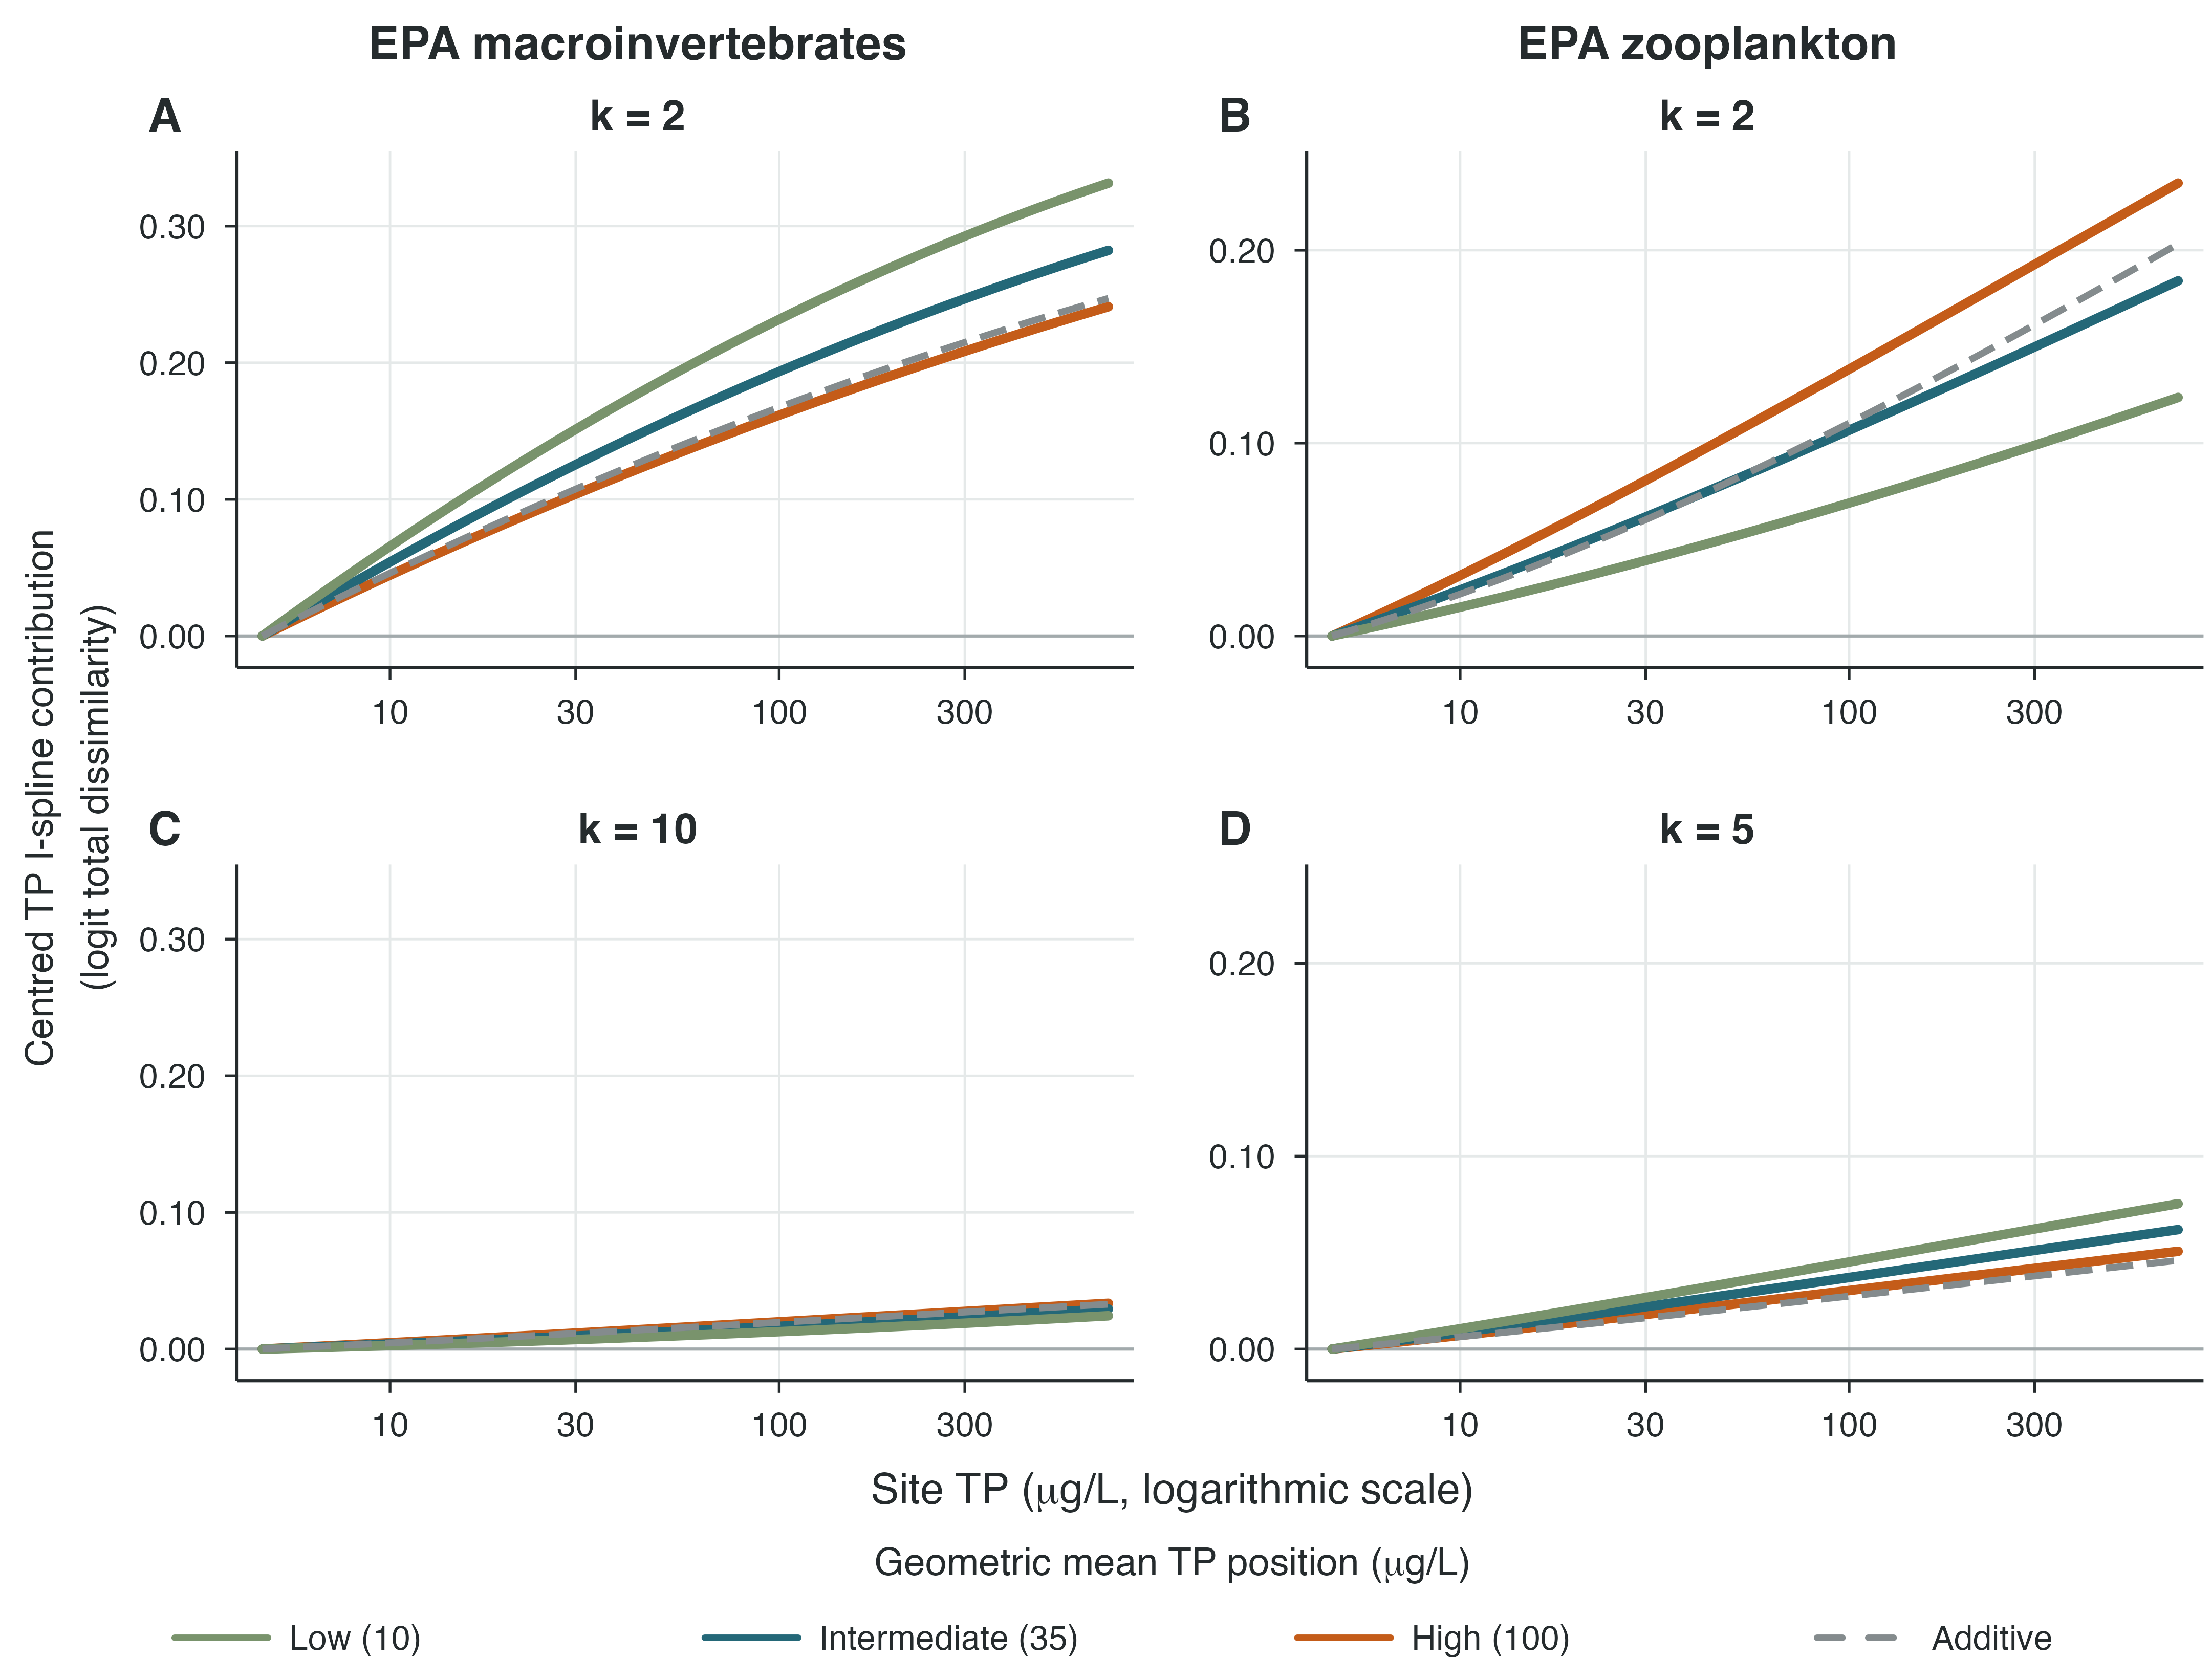 EPA macroinvertebrates
EPA zooplankton
A
k = 2
B
k = 2
0.30
0.20
0.10
0.00
10
30
100
300
0.20
0.10
0.00
10
30
100
300
Centred TP I-spline contribution
(logit total dissimilarity)
C
k = 10
D
k = 5
0.30
0.20
0.10
0.00
10
30
100
300
0.20
0.10
0.00
10
30
100
300
Site TP (μg/L, logarithmic scale)
Geometric mean TP position (μg/L)
Low (10)
Intermediate (35)
High (100)
Additive